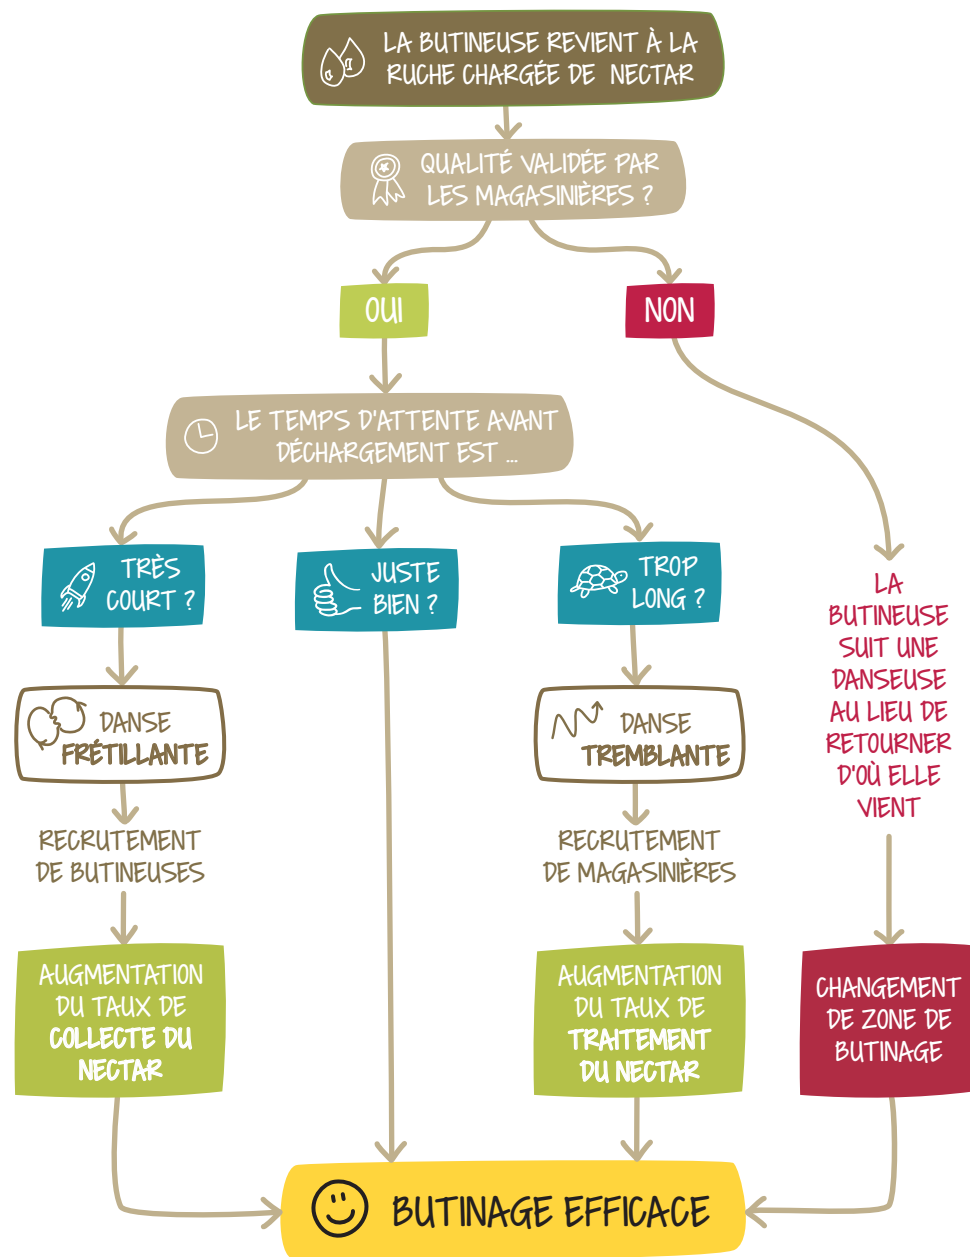 LA BUTINEUSE REVIENT À LA
RUCHE CHARGÉE DE NECTAR
QUALITÉ VALIDÉE PAR
LES MAGASINIÈRES ?
OUI
NON
LE TEMPS D'ATTENTE AVANT
DÉCHARGEMENT EST ...
TRÈS
COURT ?
JUSTE
BIEN ?
TROP
LONG ?
LA
BUTINEUSE
SUIT UNE
DANSEUSE
AU LIEU DE
RETOURNER
D'OÙ ELLE
VIENT
DANSE
FRÉTILLANTE
DANSE
TREMBLANTE
RECRUTEMENT
DE BUTINEUSES
RECRUTEMENT
DE MAGASINIÈRES
AUGMENTATION
DU TAUX DE
COLLECTE DU
NECTAR
AUGMENTATION
DU TAUX DE
TRAITEMENT
DU NECTAR
CHANGEMENT
DE ZONE DE
BUTINAGE
BUTINAGE EFFICACE